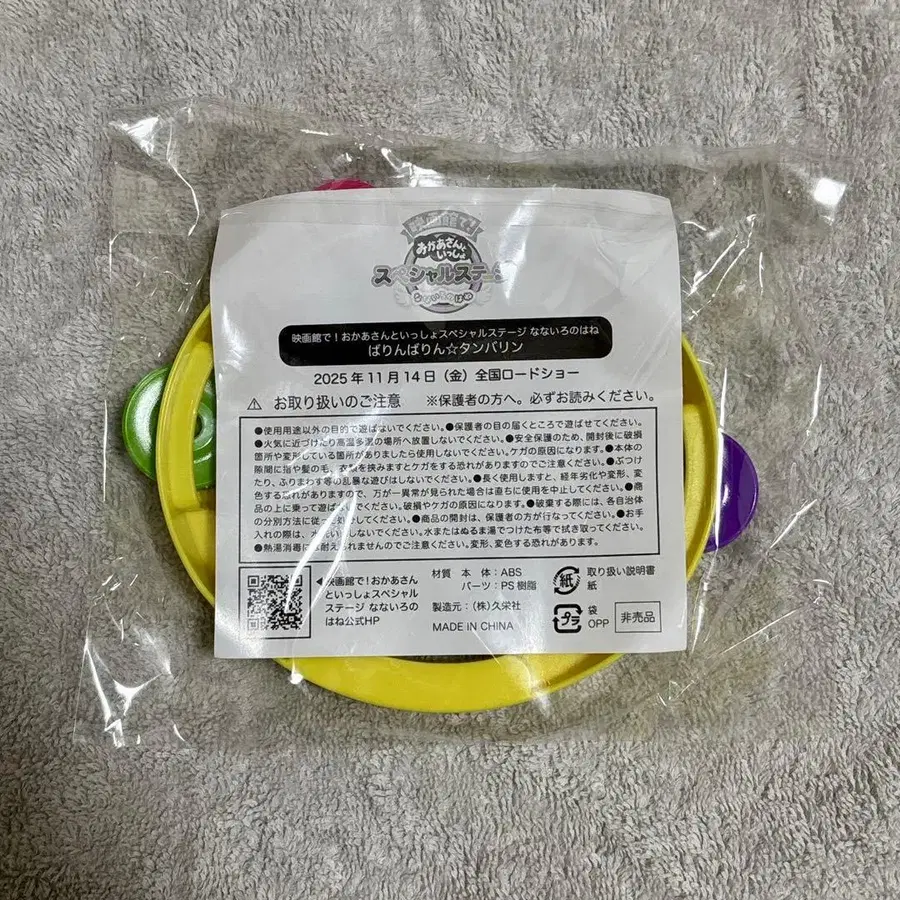 映画館で!
おかあさんと
いっしょ
スペシャルステージ
なないろのはね
映画館で!おかあさんといっしょスペシャルステージ なないろのはね
ぱりんぱりん☆タンバリン
2025年11月14日(金)全国ロードショー
⚠ お取り扱いのご注意 ※保護者の方へ。必ずお読みください。
●使用用途以外の目的で遊ばないでください。●保護者の目の届くところで遊ばせてください。
●火気に近づけたり高温多湿の場所へ放置しないでください。●安全保護のため、開封後に破損
箇所や変形している箇所がありましたら使用しないでください。ケガの原因になります。●本体の
隙間に指や髪の毛、衣類を挟みますとケガをする恐れがありますのでご注意ください。●ぶつけ
たり、ふりまわす等の乱暴な遊びはしないでください。●長く使用しますと、経年劣化や変形、変
色する恐れがありますので、万が一異常が見られた場合は直ちに使用を中止してください。●商
品の上に乗って遊ばないでください。破損やケガの原因になります。●破棄する際には、各自治体
の分別方法に従って処分してください。●商品の開封は、保護者の方が行なってください。●お手
入れの際は、水洗いしないでください。水またはぬるま湯でつけた布等で拭き取ってください。
●熱湯消毒には耐えられませんのでご注意ください。変形、変色する恐れがあります。
◀映画館で!おかあさん
といっしょスペシャル
ステージ なないろの
はね公式HP
材質 本体:ABS
パーツ:PS樹脂
製造元:(株)久栄社
MADE IN CHINA
紙
取り扱い説明書
紙
プラ
袋
OPP
非売品